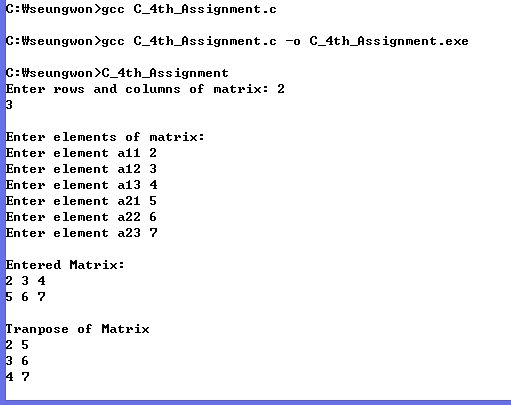 C:₩seungwon>gcc C_4th_Assignment.c
C:₩seungwon>gcc C_4th_Assignment.c -o C_4th_Assignment.exe
C:₩seungwon>C_4th_Assignment
Enter rows and columns of matrix: 2
3
Enter elements of matrix:
Enter element a11 2
Enter element a12 3
Enter element a13 4
Enter element a21 5
Enter element a22 6
Enter element a23 7
Entered Matrix:
2 3 4
5 6 7
Tranpose of Matrix
2 5
3 6
4 7